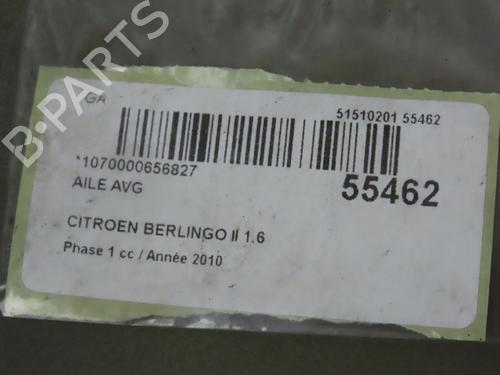 B-PARTS
GA
51510201 55462
*1070000656827
55462
AILE AVG
CITROEN BERLINGO II 1.6
Phase 1 cc / Année 2010